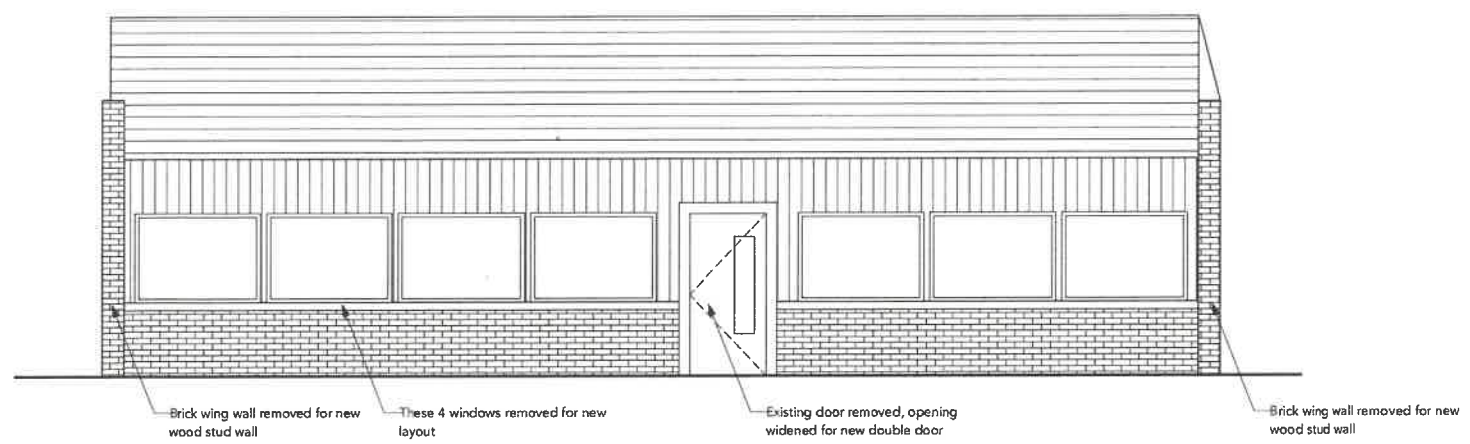 Brick wing wall removed for new
wood stud wall
These 4 windows removed for new
layout
Existing door removed, opening
widened for new double door
Brick wing wall removed for new
wood stud wall